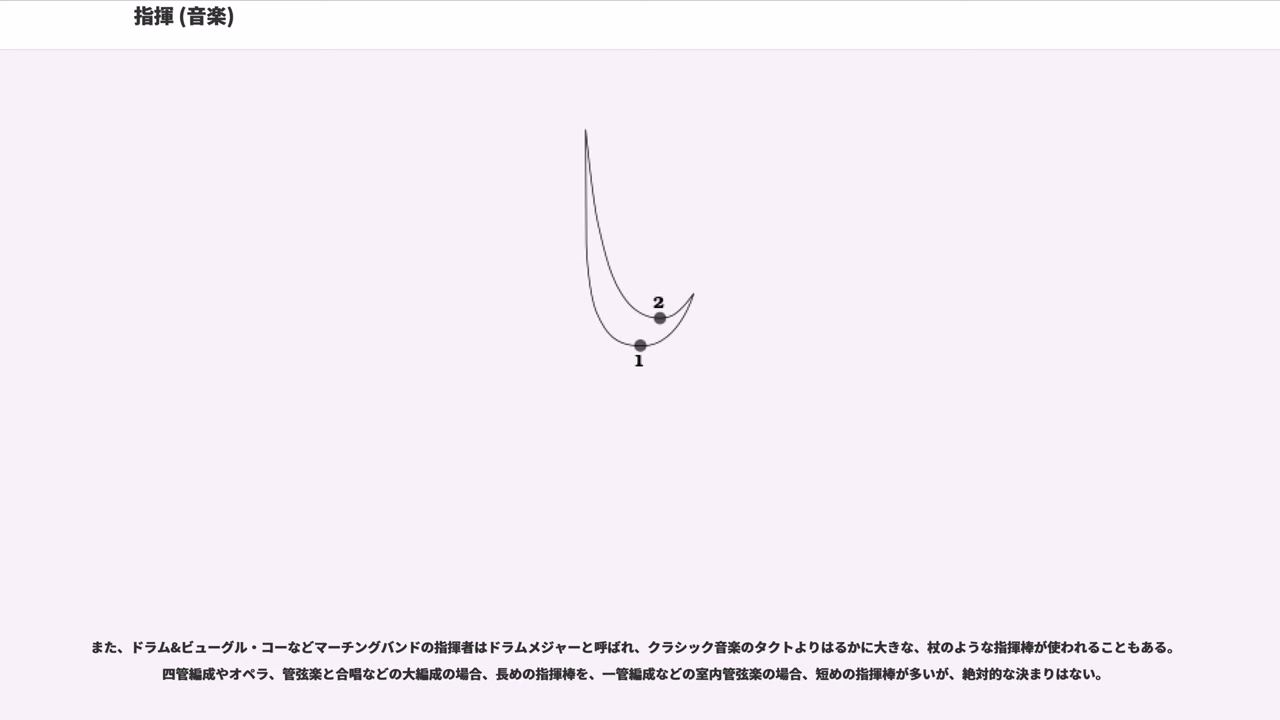 指揮 (音楽)
2
1
また、ドラム&ビューグル・コーなどマーチングバンドの指揮者はドラムメジャーと呼ばれ、クラシック音楽のタクトよりはるかに大きな、杖のような指揮棒が使われることもある。
四管編成やオペラ、管弦楽と合唱などの大編成の場合、長めの指揮棒を、一管編成などの室内管弦楽の場合、短めの指揮棒が多いが、絶対的な決まりはない。